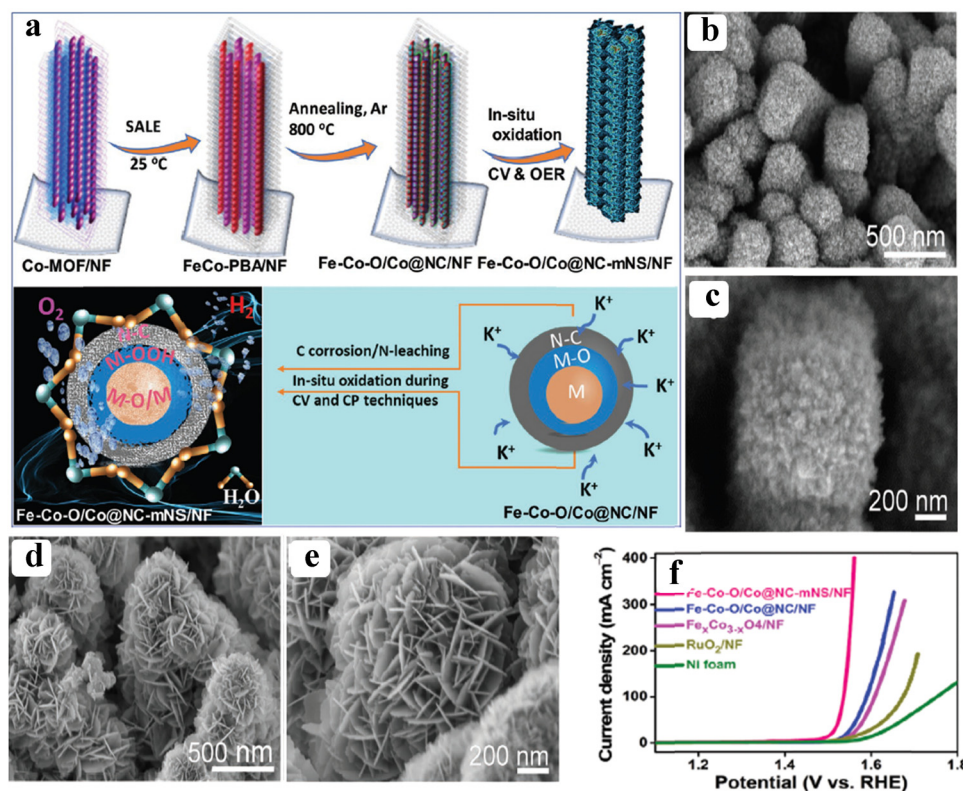 a
SALE
25 ºC
Annealing, Ar
800 ºC
In-situ
oxidation
CV & OER
Co-MOF/NF
FeCo-PBA/NF
Fe-Co-O/Co@NC/NF
Fe-Co-O/Co@NC-mNS/NF
O2
H2
N-C
M-OOH
M-O/M
H2O
Fe-Co-O/Co@NC-mNS/NF
C corrosion/N-leaching
In-situ oxidation during
CV and CP techniques
K+
K+
K+
K+
K+
K+
K+
K+
N-C
M-O
M
Fe-Co-O/Co@NC/NF
b
500 nm
c
200 nm
d
500 nm
e
200 nm
f
Fe-Co-O/Co@NC-mNS/NF
Fe-Co-O/Co@NC/NF
FexCo3-xO4/NF
RuO2/NF
Ni foam
Current density (mA cm-2)
400
300
200
100
0
1.2
1.4
1.6
1.8
Potential (V vs. RHE)